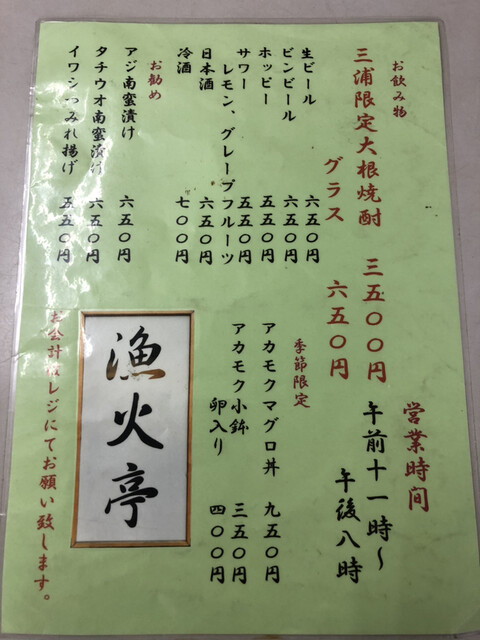 お飲み物
三浦限定大根焼酎 三五〇〇円
グラス 六五〇円
生ビール 六五〇円
ビンビール 六五〇円
ホッピー 五五〇円
サワー 五五〇円
レモン、グレープフルーツ
日本酒 六五〇円
冷酒 七〇〇円
お勧め
アジ南蛮漬け 六五〇円
タチウオ南蛮漬け 六五〇円
イワシつみれ揚げ 五五〇円
営業時間
午前十一時〜
午後八時
季節限定
アカモクマグロ丼 九五〇円
アカモク小鉢 三五〇円
卵入り 四〇〇円
漁火亭
お会計はレジにてお願い致します。